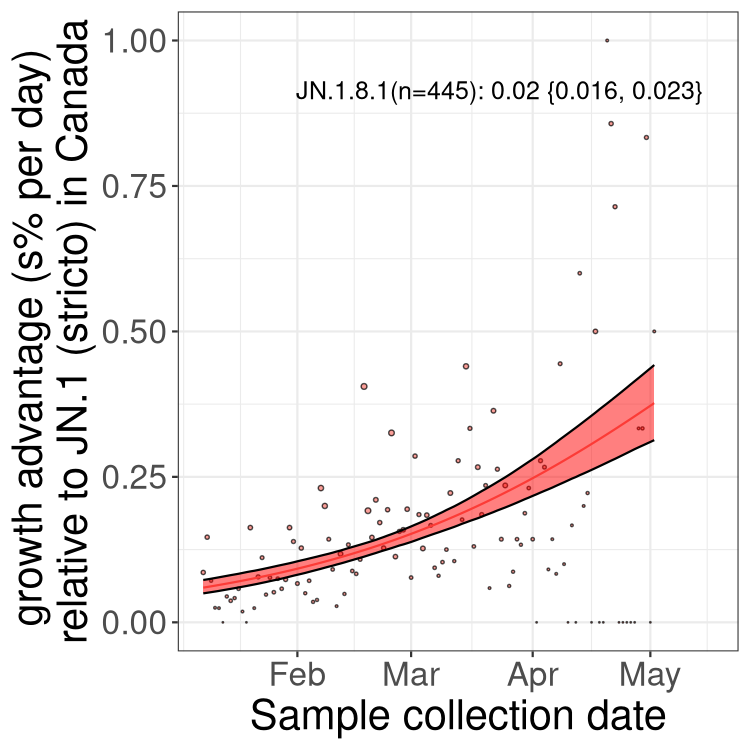 growth advantage (s% per day)
relative to JN.1 (stricto) in Canada
1.00
0.75
0.50
0.25
0.00
JN.1.8.1(n=445): 0.02 {0.016, 0.023}
Feb Mar Apr May
Sample collection date